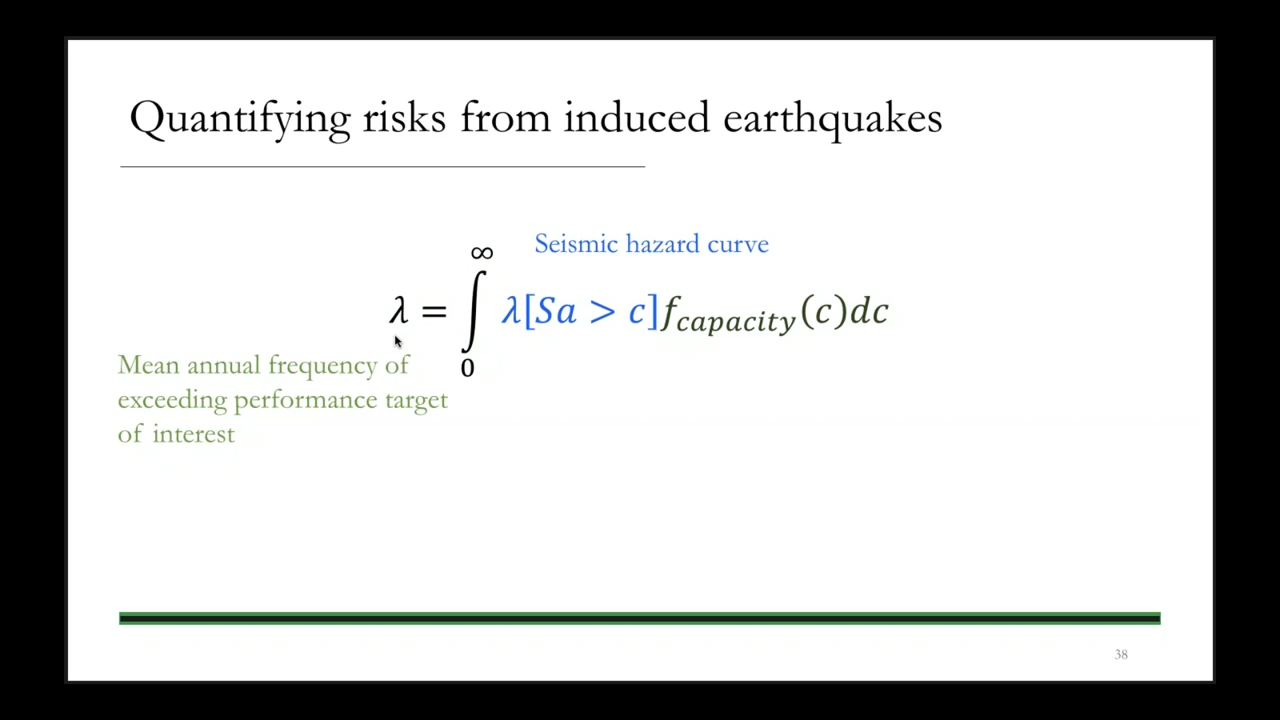 Quantifying risks from induced earthquakes
Seismic hazard curve
λ = ∫₀^∞ λ[Sa > c]f_capacity(c)dc
Mean annual frequency of
exceeding performance target
of interest
38